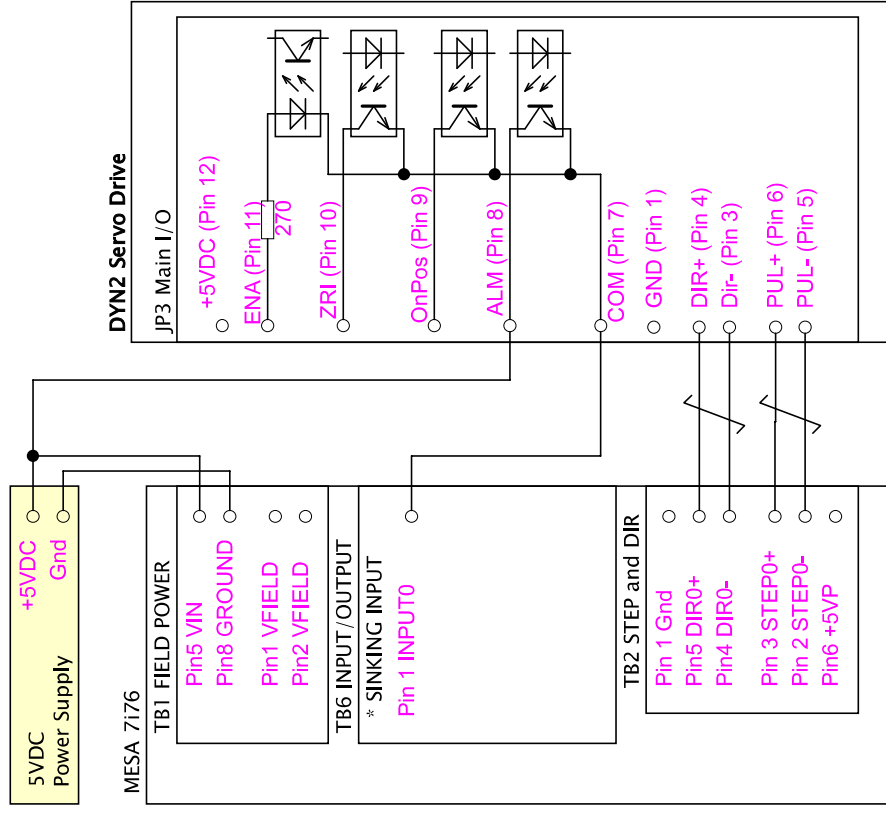 DYN2 Servo Drive
JP3 Main I/O
+5VDC (Pin 12)
ENA (Pin 11)
270
ZRI (Pin 10)
OnPos (Pin 9)
ALM (Pin 8)
COM (Pin 7)
GND (Pin 1)
DIR+ (Pin 4)
Dir- (Pin 3)
PUL+ (Pin 6)
PUL- (Pin 5)
5VDC
Power Supply
+5VDC
Gnd
MESA 7i76
TB1 FIELD POWER
Pin5 VIN
Pin8 GROUND
Pin1 VFIELD
Pin2 VFIELD
TB6 INPUT/OUTPUT
* SINKING INPUT
Pin 1 INPUT0
TB2 STEP and DIR
Pin 1 Gnd
Pin5 DIR0+
Pin4 DIR0-
Pin 3 STEP0+
Pin 2 STEP0-
Pin6 +5VP